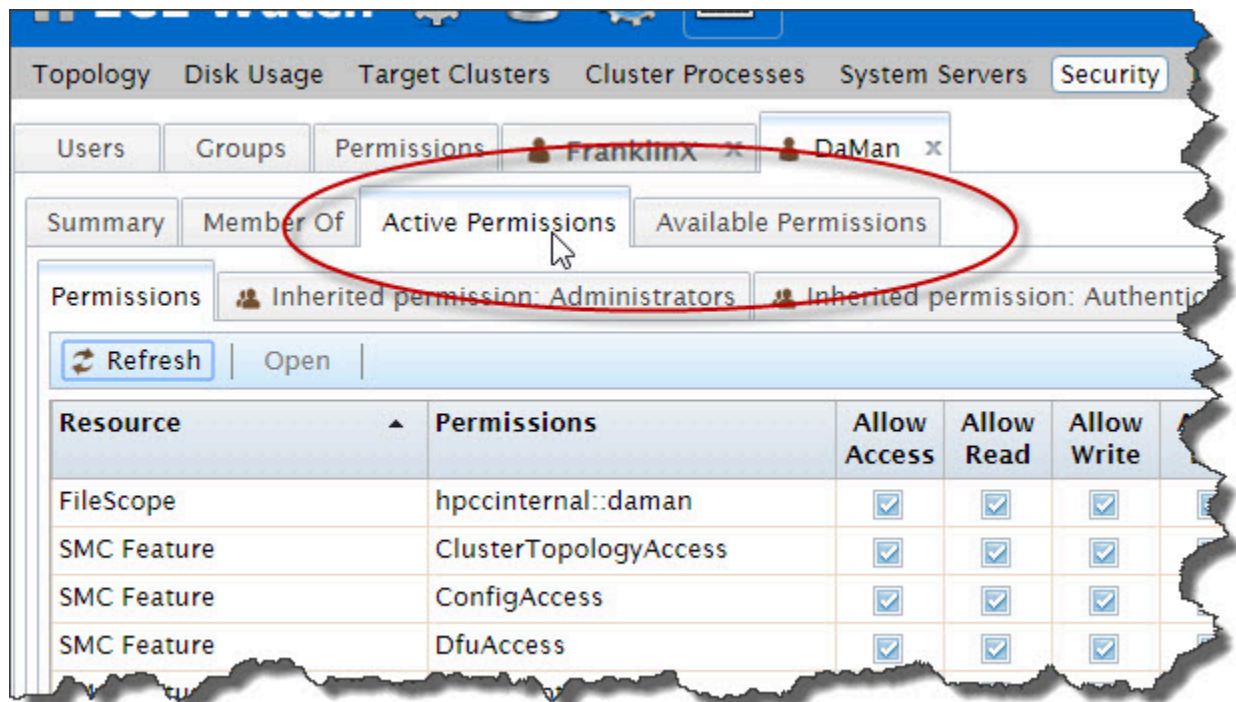 Watch
Topology Disk Usage Target Clusters Cluster Processes System Servers Security
Users Groups Permissions FranklinX x DaMan x
Summary Member Of Active Permissions Available Permissions
Permissions Inherited permission: Administrators Inherited permission: Authentic
Refresh Open
Resource Permissions Allow Access Allow Read Allow Write
FileScope hpccinternal::daman
SMC Feature ClusterTopologyAccess
SMC Feature ConfigAccess
SMC Feature DfuAccess